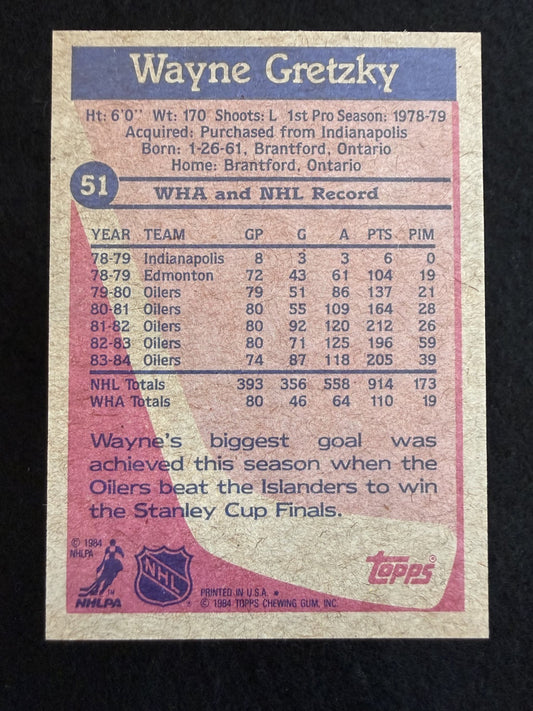 Wayne Gretzky
Ht: 6'0" Wt: 170 Shoots: L 1st Pro Season: 1978-79
Acquired: Purchased from Indianapolis
Born: 1-26-61, Brantford, Ontario
Home: Brantford, Ontario
51
WHA and NHL Record
YEAR TEAM GP G A PTS PIM
78-79 Indianapolis 8 3 3 6 0
78-79 Edmonton 72 43 61 104 19
79-80 Oilers 79 51 86 137 21
80-81 Oilers 80 55 109 164 28
81-82 Oilers 80 92 120 212 26
82-83 Oilers 80 71 125 196 59
83-84 Oilers 74 87 118 205 39
NHL Totals 393 356 558 914 173
WHA Totals 80 46 64 110 19
Wayne's biggest goal was
achieved this season when the
Oilers beat the Islanders to win
the Stanley Cup Finals.
© 1984
NHLPA
NHLPA™
NHL®
PRINTED IN U.S.A. *
© 1984 TOPPS CHEWING GUM, INC.
topps®